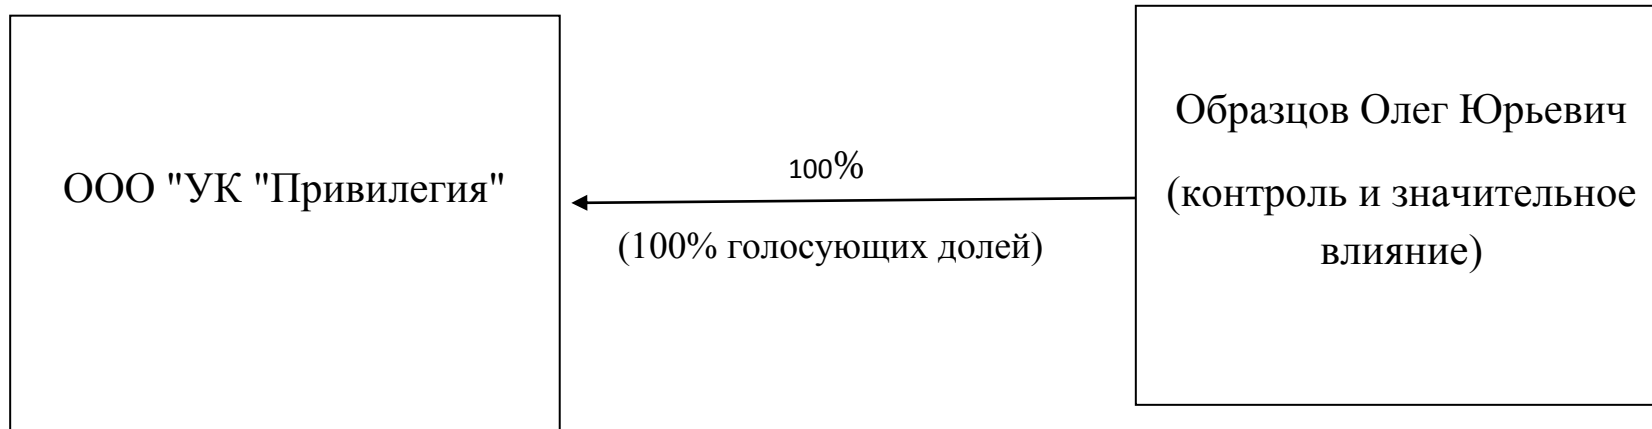 ООО "УК "Привилегия"
100%
(100% голосующих долей)
Образцов Олег Юрьевич
(контроль и значительное
влияние)